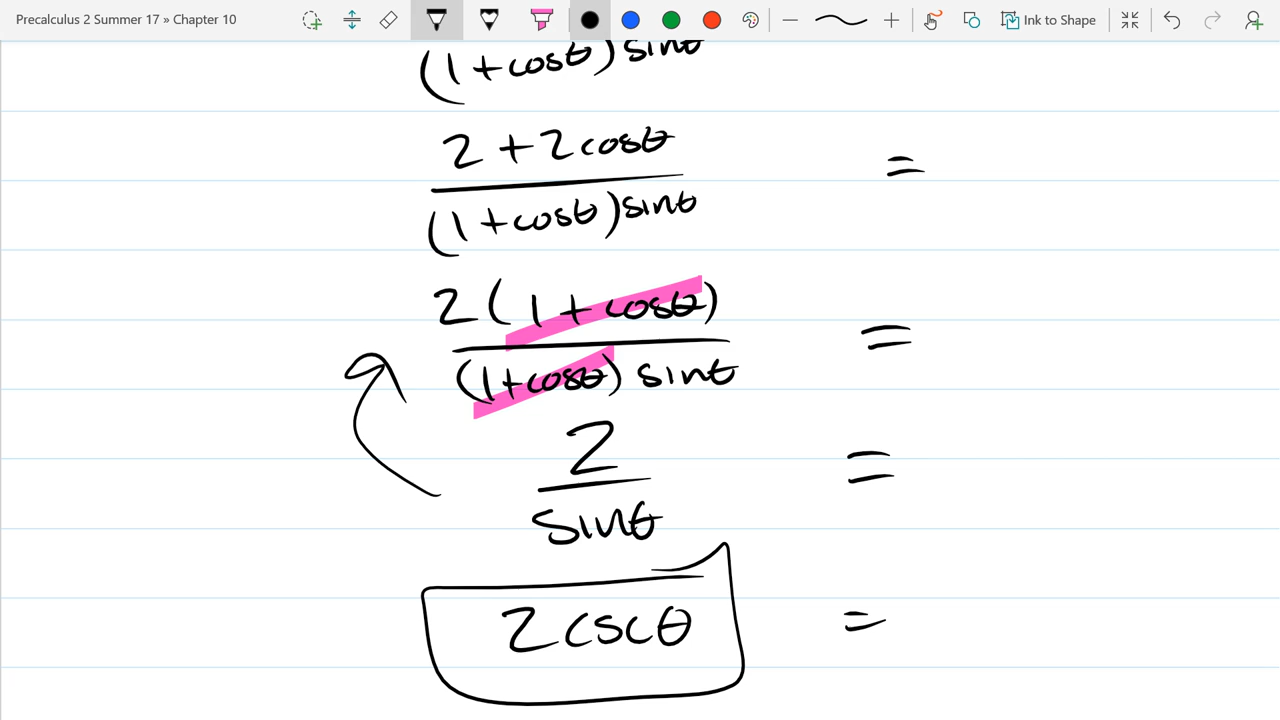 Precalculus 2 Summer 17 » Chapter 10
Ink to Shape
(1+cosθ)sinθ
2+2cosθ
=
(1+cosθ)sinθ
2(1+cosθ)
=
(1+cosθ)sinθ
2
=
sinθ
2cscθ =